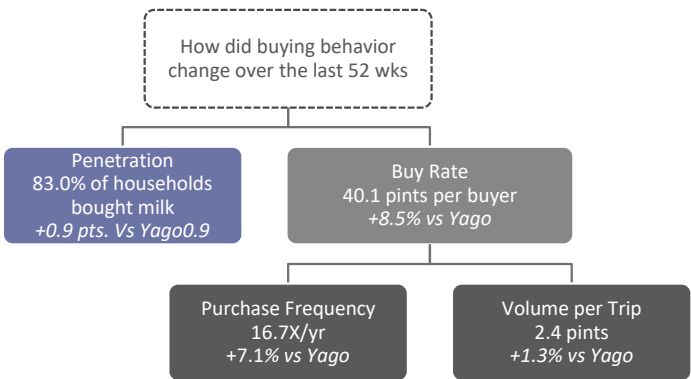 How did buying behavior
change over the last 52 wks
Penetration
83.0% of households
bought milk
+0.9 pts. Vs Yago0.9
Buy Rate
40.1 pints per buyer
+8.5% vs Yago
Purchase Frequency
16.7X/yr
+7.1% vs Yago
Volume per Trip
2.4 pints
+1.3% vs Yago